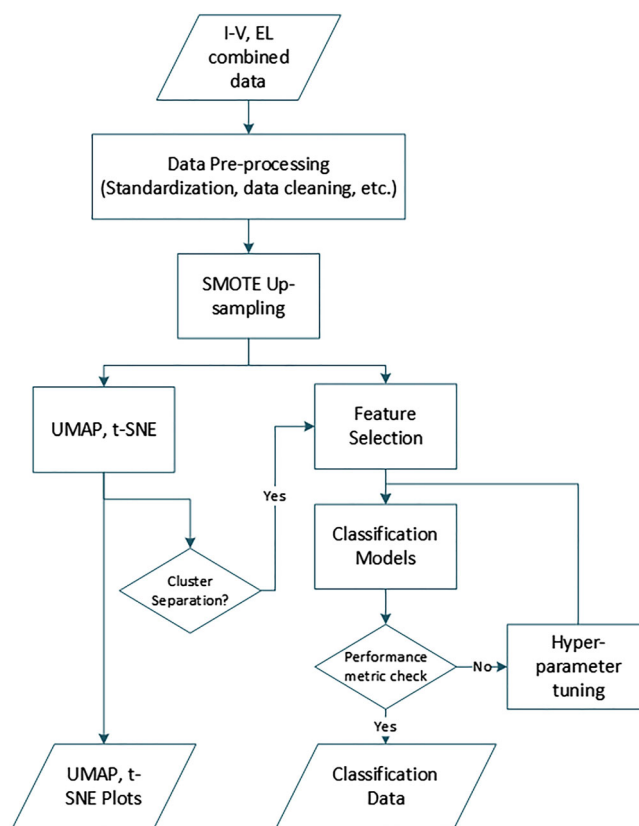 I-V, EL
combined
data
Data Pre-processing
(Standardization, data cleaning, etc.)
SMOTE Up-
sampling
UMAP, t-SNE
Feature
Selection
Yes
Cluster
Separation?
Classification
Models
Performance
metric check
No
Hyper-
parameter
tuning
Yes
UMAP, t-
SNE Plots
Classification
Data